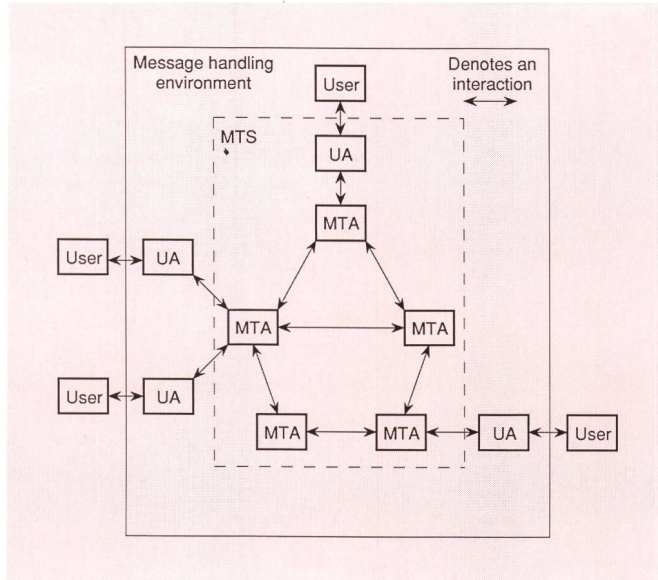 Message handling
environment
Denotes an
interaction
User
MTS
UA
MTA
User
UA
MTA
MTA
User
UA
MTA
MTA
UA
User